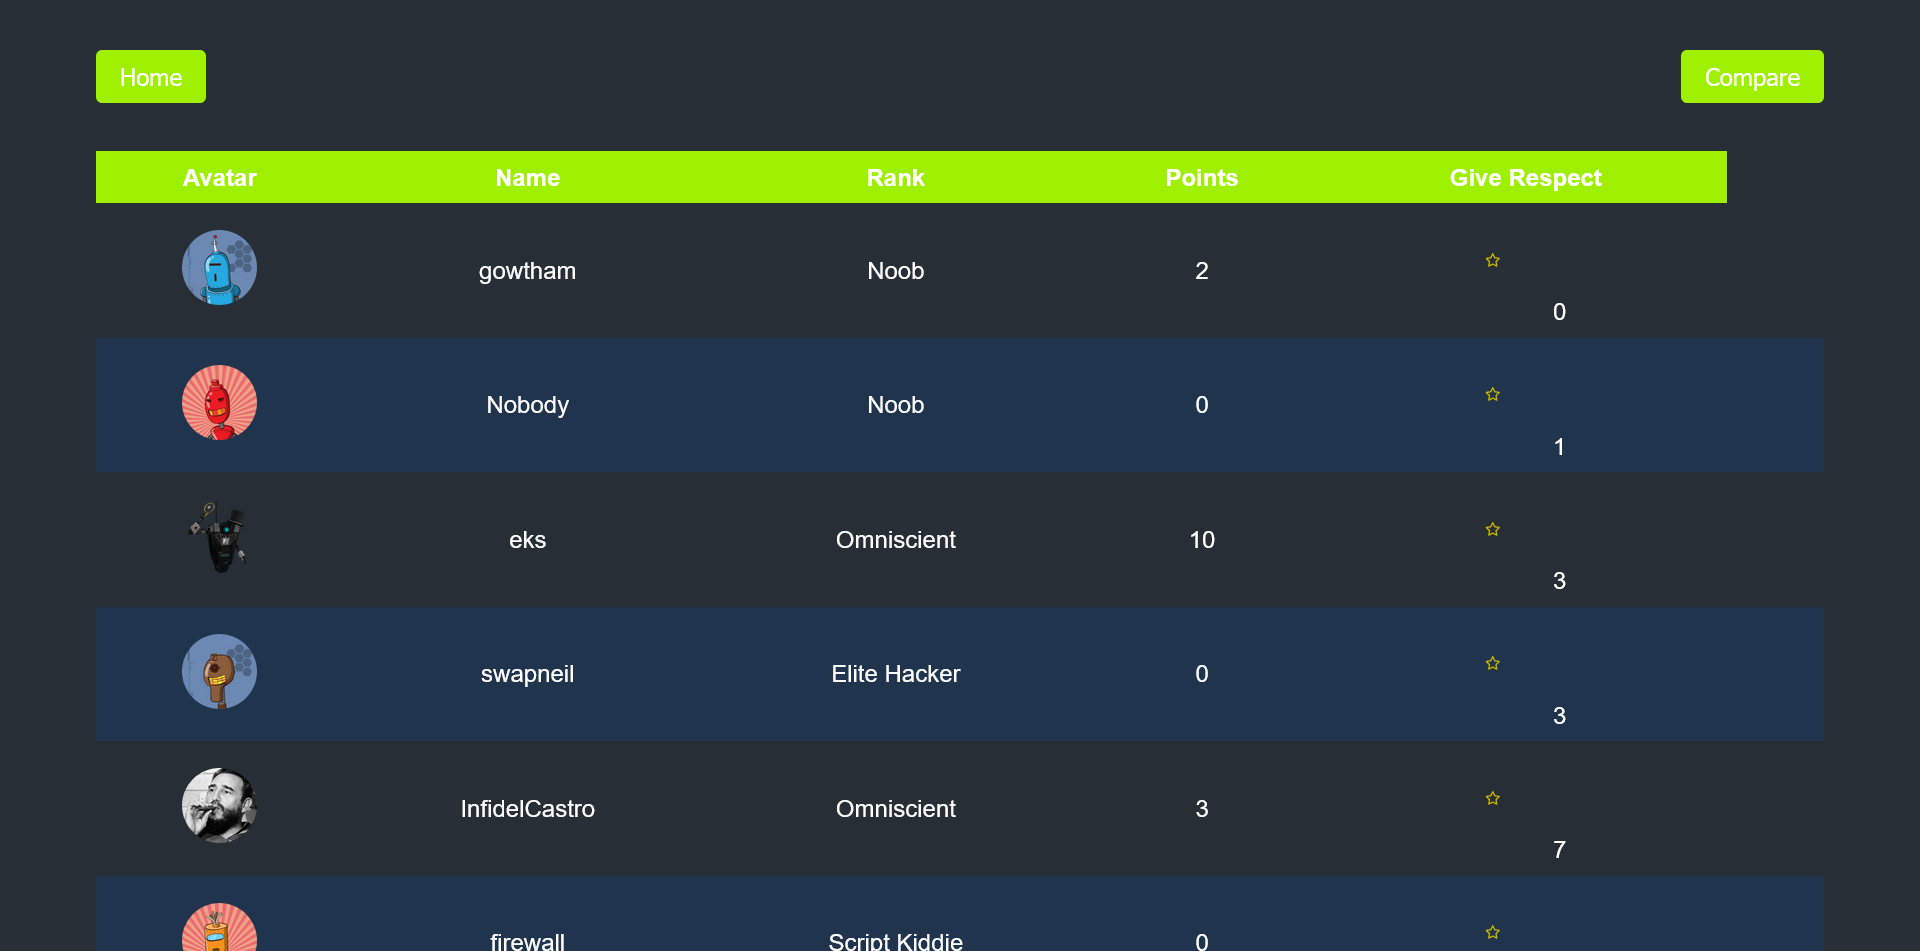 Home Compare
Avatar Name Rank Points Give Respect
gowtham Noob 2
0
Nobody Noob 0
1
eks Omniscient 10
3
swapneil Elite Hacker 0
3
InfidelCastro Omniscient 3
7
firewall Script Kiddie 0